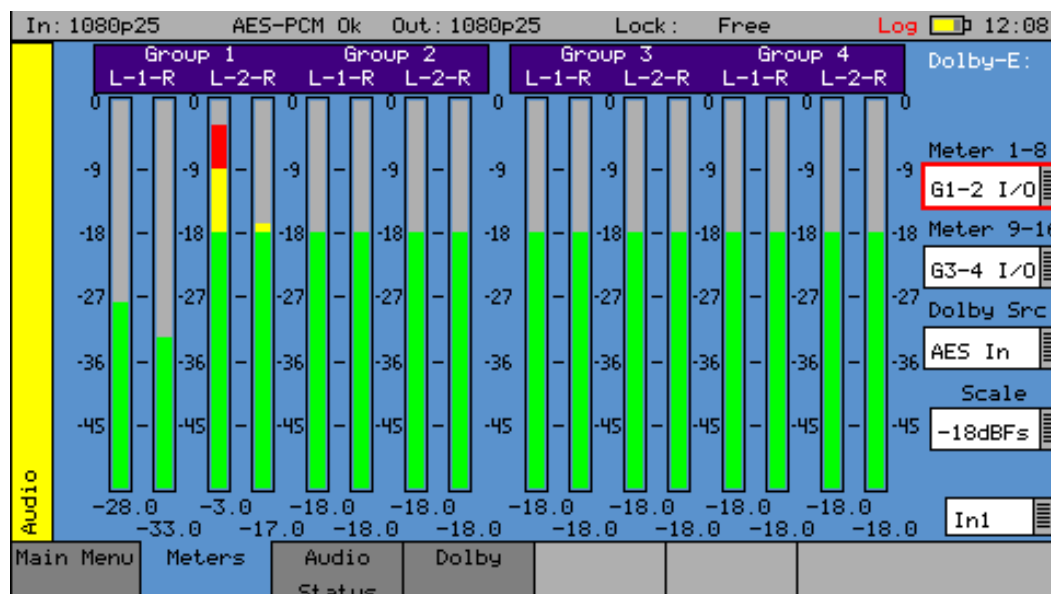 In: 1080p25 AES-PCM Ok Out: 1080p25 Lock: Free Log 12:08
Group 1 Group 2 Group 3 Group 4 Dolby-E:
L-1-R L-2-R L-1-R L-2-R L-1-R L-2-R L-1-R L-2-R
0 0 0 0 0 0 0 0 0
Meter 1-8
-9 -9 -9 -9 -9 -9 -9 -9 -9
G1-2 I/O
-18 -18 -18 -18 -18 -18 -18 -18 -18 Meter 9-16
G3-4 I/O
-27 -27 -27 -27 -27 -27 -27 -27 -27
Dolby Src
-36 -36 -36 -36 -36 -36 -36 -36 -36 AES In
Scale
-45 -45 -45 -45 -45 -45 -45 -45 -45 -18dBFs
Audio
-28.0 -3.0 -18.0 -18.0 -18.0 -18.0 -18.0 -18.0
-33.0 -17.0 -18.0 -18.0 -18.0 -18.0 -18.0 -18.0
In1
Main Menu Meters Audio Dolby
Status